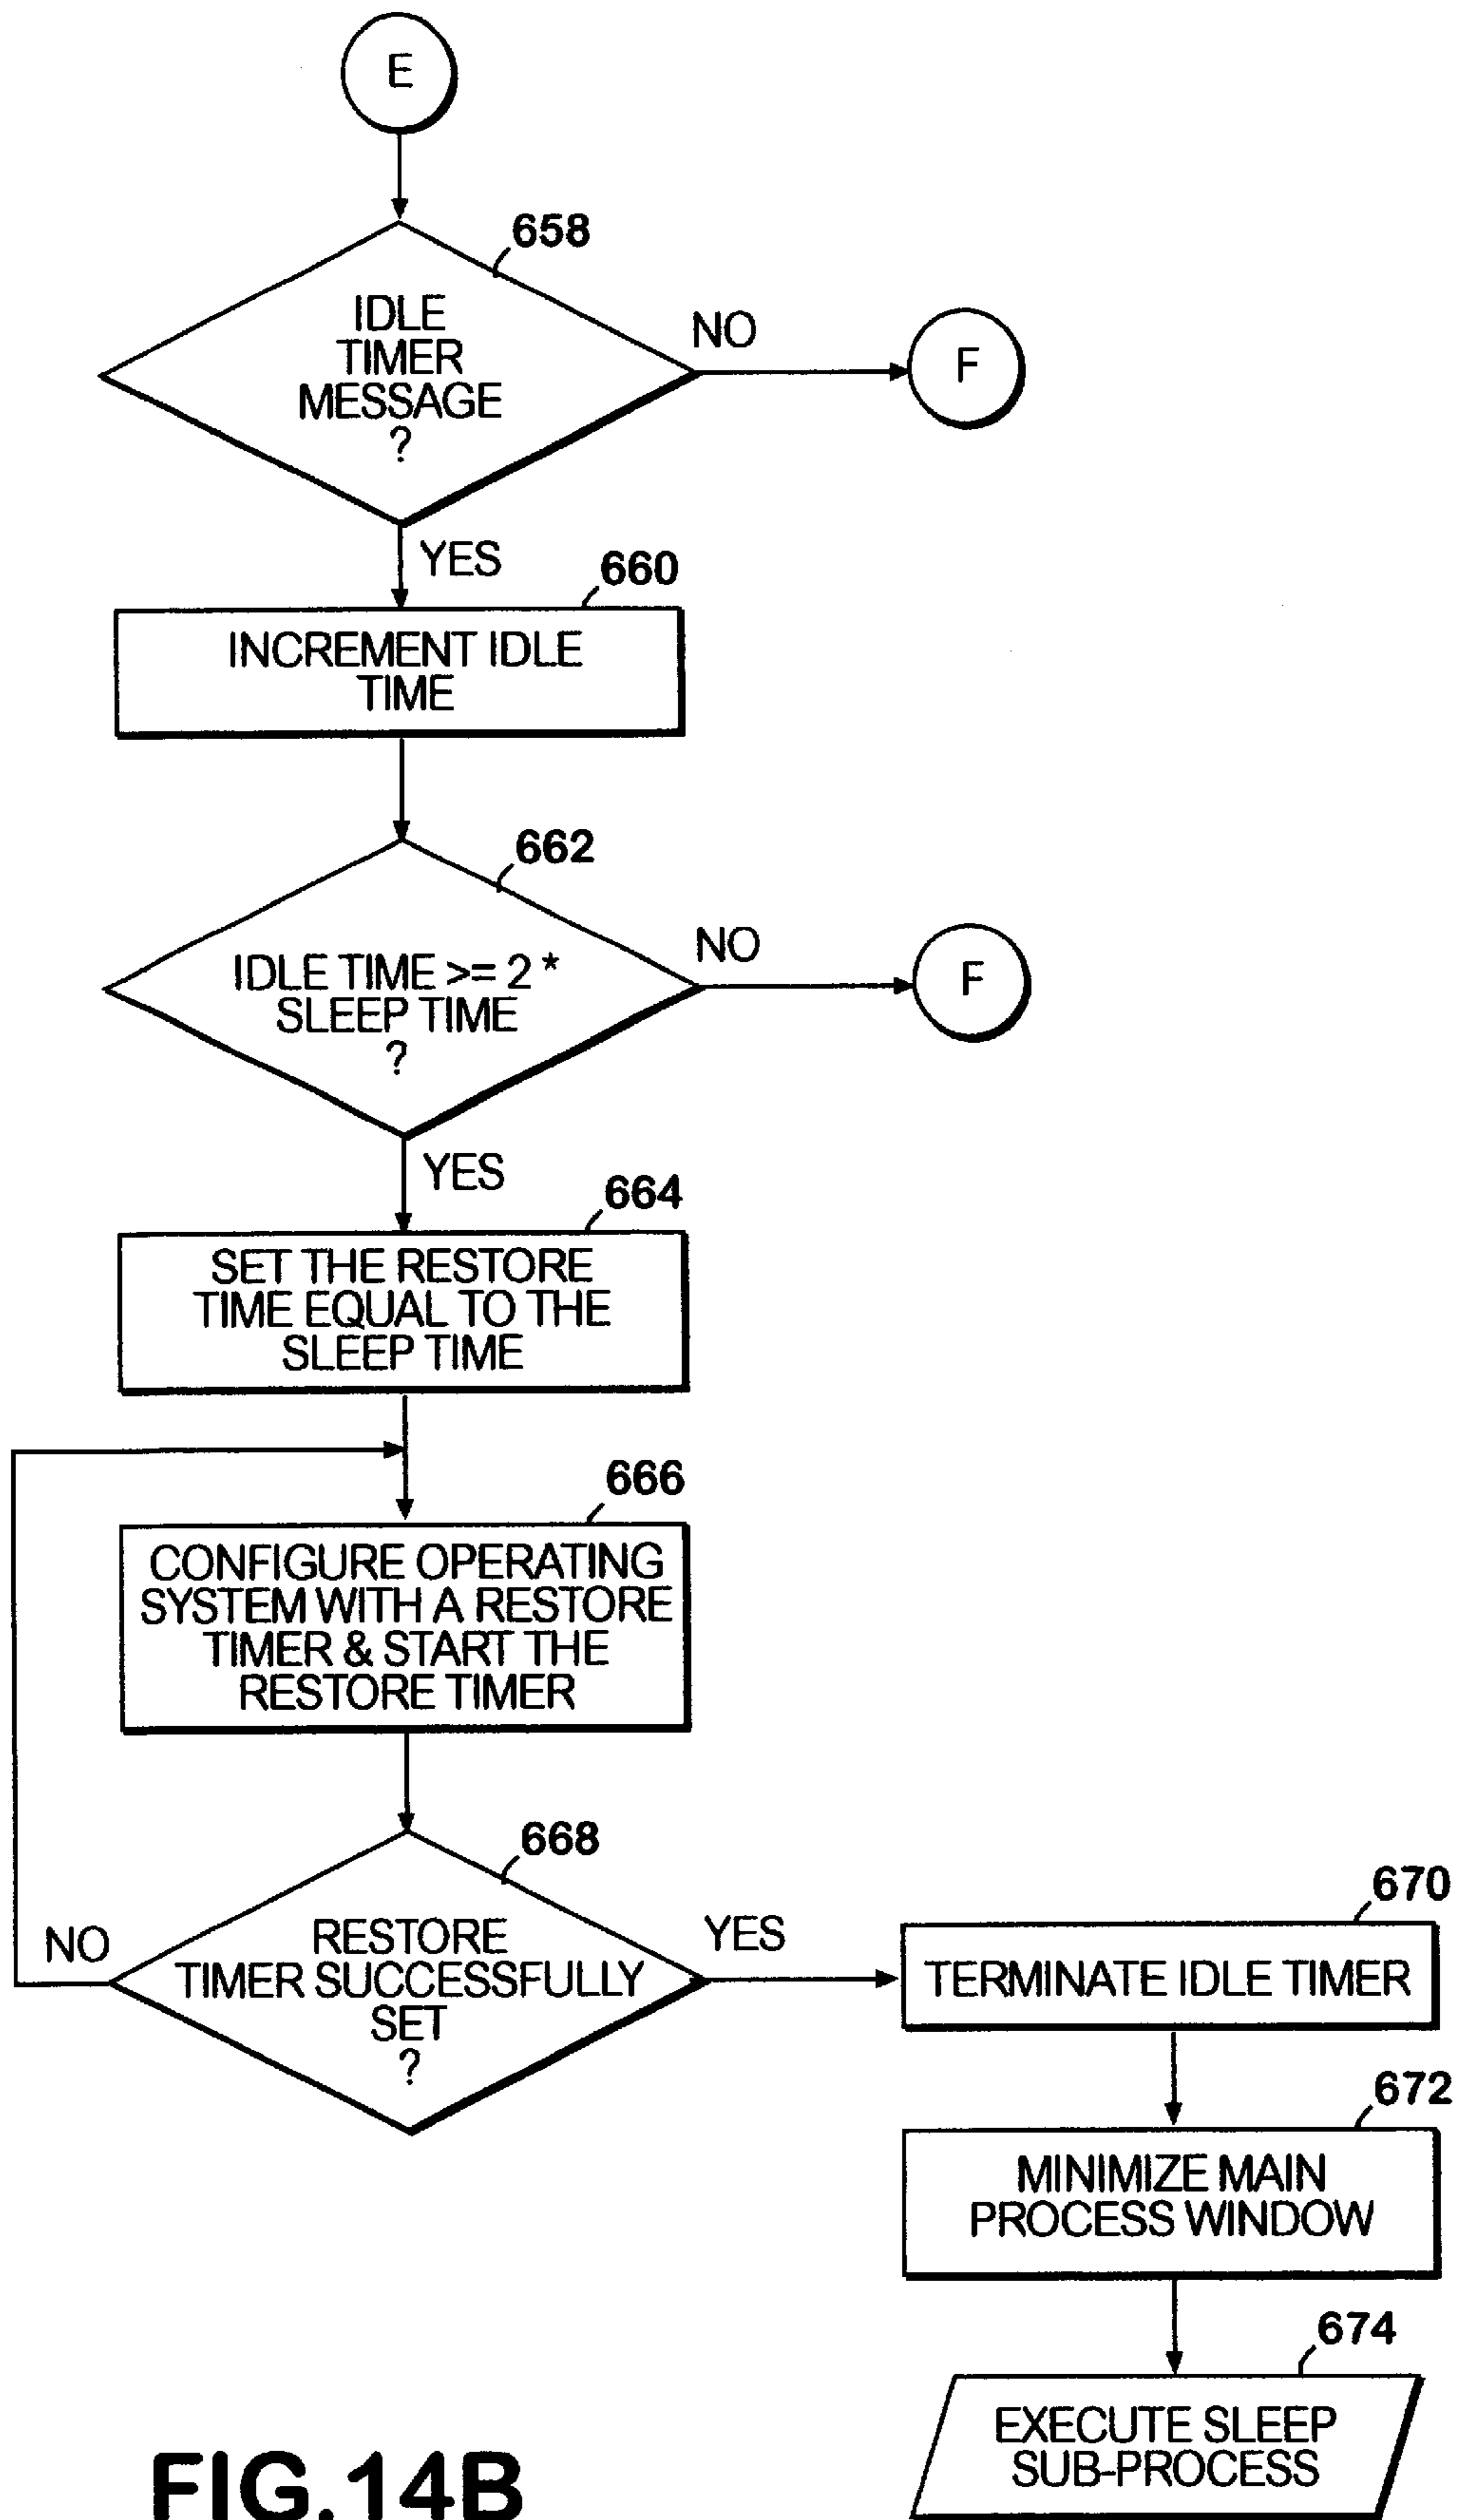 E
658
IDLE
TIMER
MESSAGE
?
NO
F
YES
660
INCREMENT IDLE
TIME
662
IDLE TIME >= 2 *
SLEEP TIME
?
NO
F
YES
664
SET THE RESTORE
TIME EQUAL TO THE
SLEEP TIME
666
CONFIGURE OPERATING
SYSTEM WITH A RESTORE
TIMER & START THE
RESTORE TIMER
668
RESTORE
TIMER SUCCESSFULLY
SET
?
NO
YES
670
TERMINATE IDLE TIMER
672
MINIMIZE MAIN
PROCESS WINDOW
674
EXECUTE SLEEP
SUB-PROCESS
FIG.14B